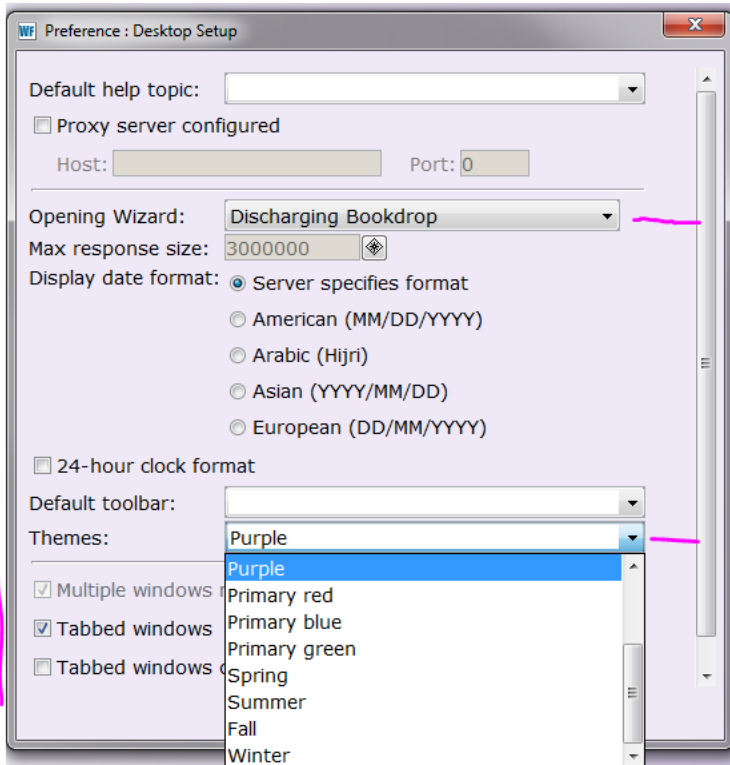 WF Preference : Desktop Setup
Default help topic:
Proxy server configured
Host: Port: 0
Opening Wizard: Discharging Bookdrop
Max response size: 3000000
Display date format: Server specifies format
American (MM/DD/YYYY)
Arabic (Hijri)
Asian (YYYY/MM/DD)
European (DD/MM/YYYY)
24-hour clock format
Default toolbar:
Themes: Purple
Purple
Multiple windows
Primary red
Primary blue
Tabbed windows
Primary green
Tabbed windows
Spring
Summer
Fall
Winter